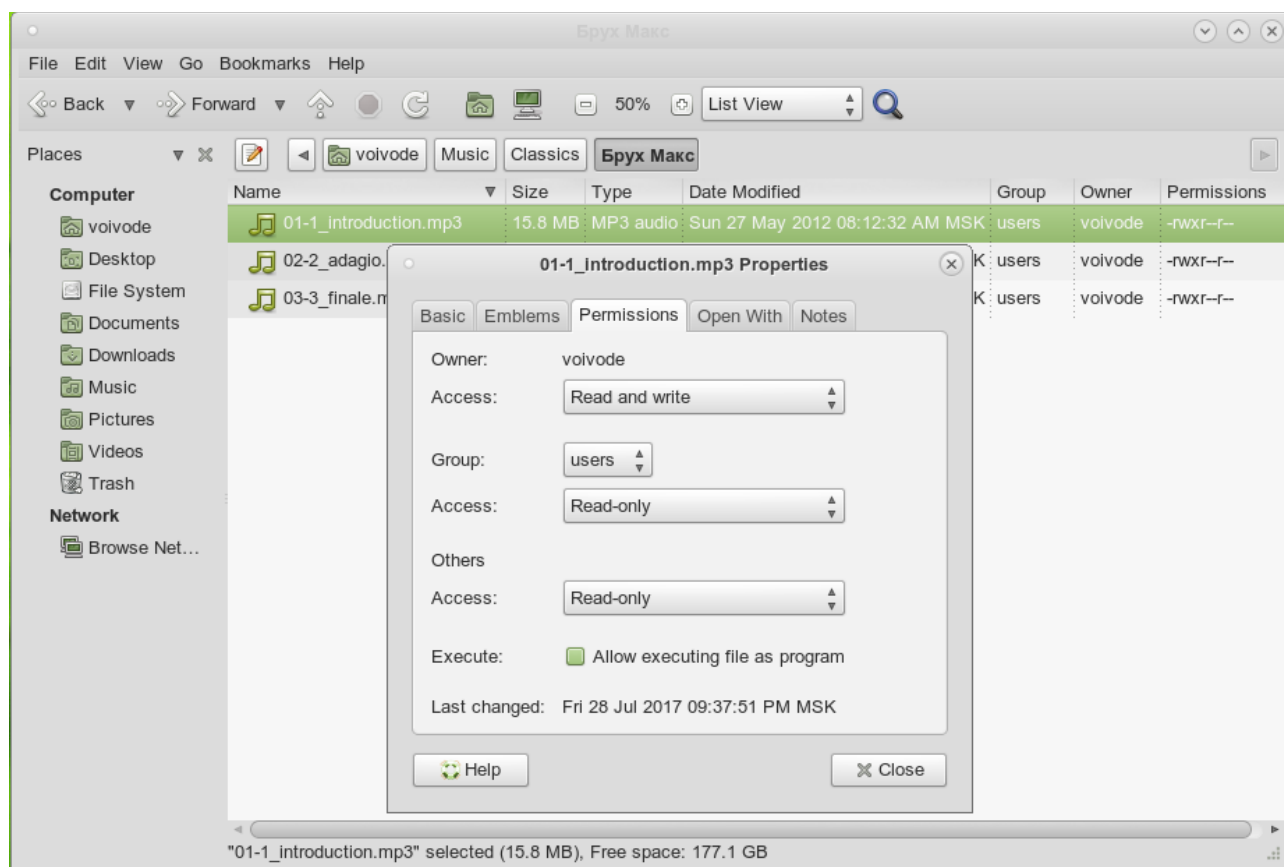 Брух Макс
File Edit View Go Bookmarks Help
Back Forward 50% List View
Places voivode Music Classics Брух Макс
Computer
voivode
Desktop
File System
Documents
Downloads
Music
Pictures
Videos
Trash
Network
Browse Net...
Name Size Type Date Modified Group Owner Permissions
01-1_introduction.mp3 15.8 MB MP3 audio Sun 27 May 2012 08:12:32 AM MSK users voivode -rwxr--r--
02-2_adagio. K users voivode -rwxr--r--
03-3_finale.m K users voivode -rwxr--r--
01-1_introduction.mp3 Properties
Basic Emblems Permissions Open With Notes
Owner: voivode
Access: Read and write
Group: users
Access: Read-only
Others
Access: Read-only
Execute: Allow executing file as program
Last changed: Fri 28 Jul 2017 09:37:51 PM MSK
Help Close
"01-1_introduction.mp3" selected (15.8 MB), Free space: 177.1 GB